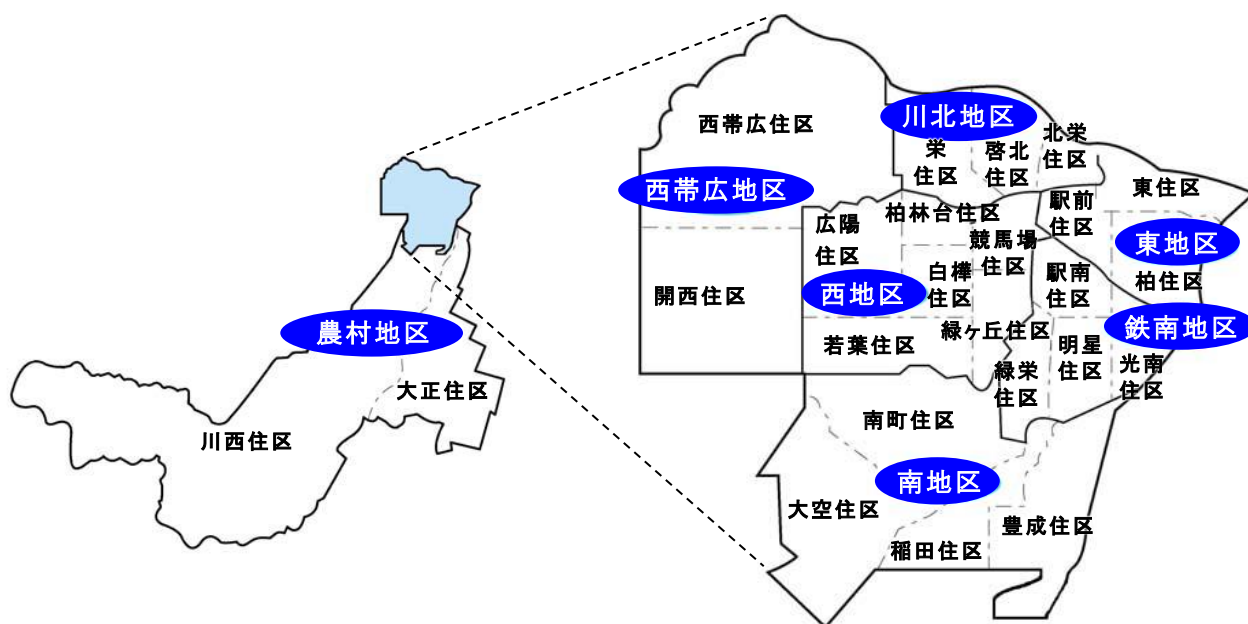 農村地区
大正住区
川西住区
西帯広住区
川北地区
栄
住区
啓北
住区
北栄
住区
西帯広地区
東住区
駅前
住区
柏林台住区
広陽
住区
競馬場
住区
東地区
開西住区
西地区
白樺
住区
駅南
住区
柏住区
鉄南地区
若葉住区
緑ヶ丘住区
明星
住区
緑栄
住区
光南
住区
南町住区
南地区
大空住区
豊成住区
稲田住区